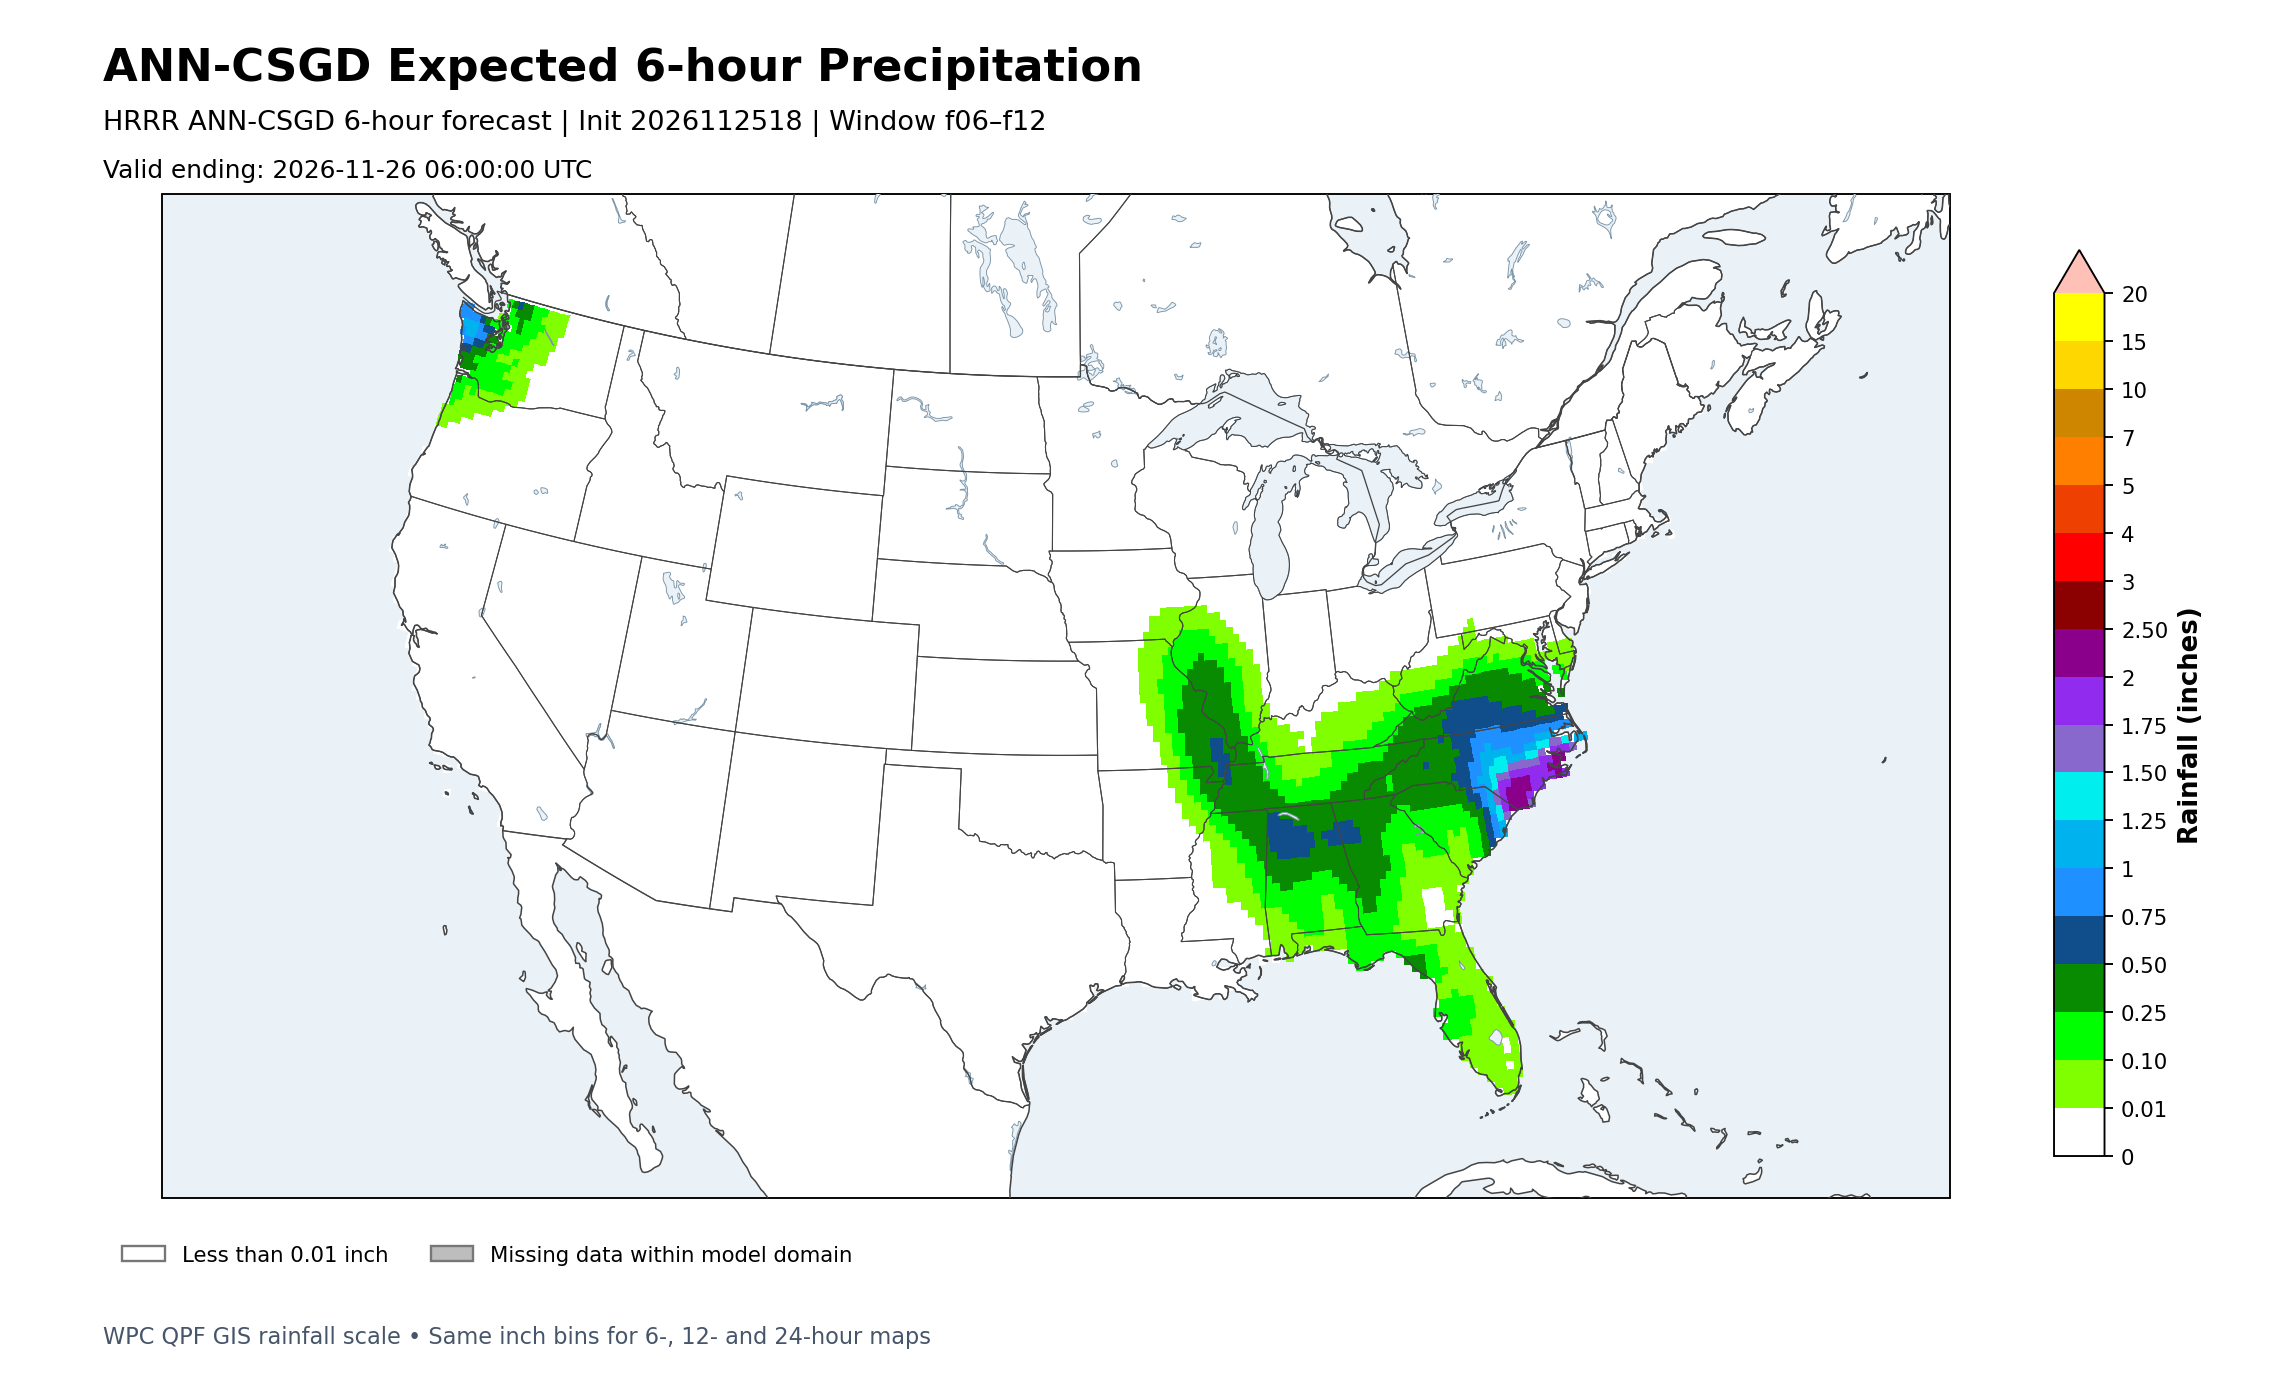 ANN-CSGD Expected 6-hour Precipitation
HRRR ANN-CSGD 6-hour forecast | Init 2026112518 | Window f06–f12
Valid ending: 2026-11-26 06:00:00 UTC
20
15
10
7
5
4
3
2.50
2
1.75
1.50
1.25
1
0.75
0.50
0.25
0.10
0.01
0
Rainfall (inches)
Less than 0.01 inch
Missing data within model domain
WPC QPF GIS rainfall scale • Same inch bins for 6-, 12- and 24-hour maps